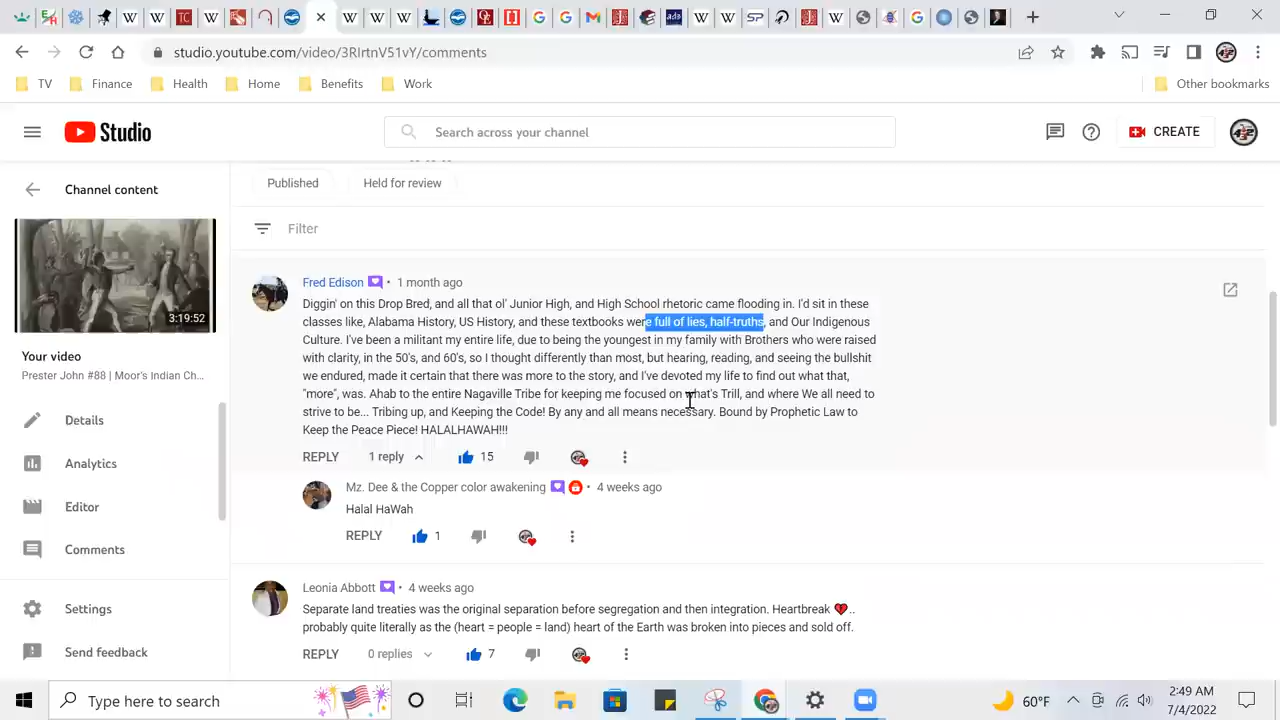 studio.youtube.com/video/3RIrtnV51vY/comments
TV Finance Health Home Benefits Work Other bookmarks
Studio
Search across your channel
CREATE
Channel content
3:19:52
Your video
Prester John #88 | Moor's Indian Ch...
Details
Analytics
Editor
Comments
Settings
Send feedback
Published Held for review
Filter
Fred Edison • 1 month ago
Diggin' on this Drop Bred, and all that ol' Junior High, and High School rhetoric came flooding in. I'd sit in these
classes like, Alabama History, US History, and these textbooks were full of lies, half-truths, and Our Indigenous
Culture. I've been a militant my entire life, due to being the youngest in my family with Brothers who were raised
with clarity, in the 50's, and 60's, so I thought differently than most, but hearing, reading, and seeing the bullshit
we endured, made it certain that there was more to the story, and I've devoted my life to find out what that,
"more", was. Ahab to the entire Nagaville Tribe for keeping me focused on what's Trill, and where We all need to
strive to be... Tribing up, and Keeping the Code! By any and all means necessary. Bound by Prophetic Law to
Keep the Peace Piece! HALALHAWAH!!!
REPLY 1 reply 15
Mz. Dee & the Copper color awakening • 4 weeks ago
Halal HaWah
REPLY 1
Leonia Abbott • 4 weeks ago
Separate land treaties was the original separation before segregation and then integration. Heartbreak 💔..
probably quite literally as the (heart = people = land) heart of the Earth was broken into pieces and sold off.
REPLY 0 replies 7
Type here to search
60°F
2:49 AM
7/4/2022